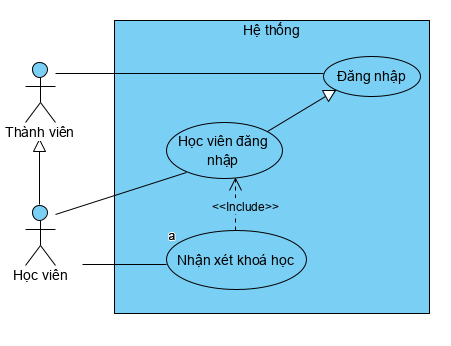 Hệ thống
Đăng nhập
Thành viên
Học viên đăng
nhập
<<Include>>
a
Nhận xét khoá học
Học viên